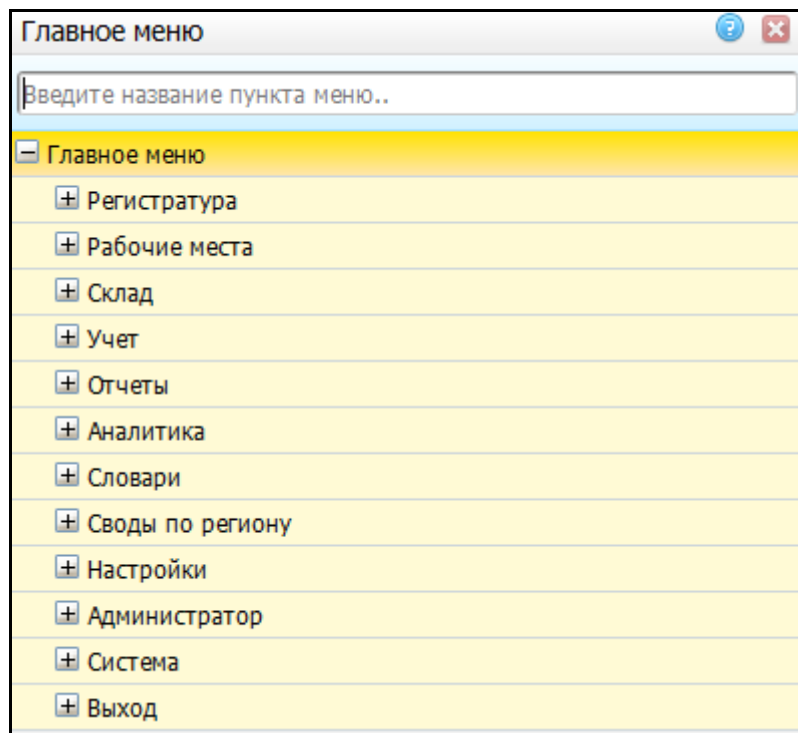 Главное меню
Введите название пункта меню..
Главное меню
Регистратура
Рабочие места
Склад
Учет
Отчеты
Аналитика
Словари
Своды по региону
Настройки
Администратор
Система
Выход